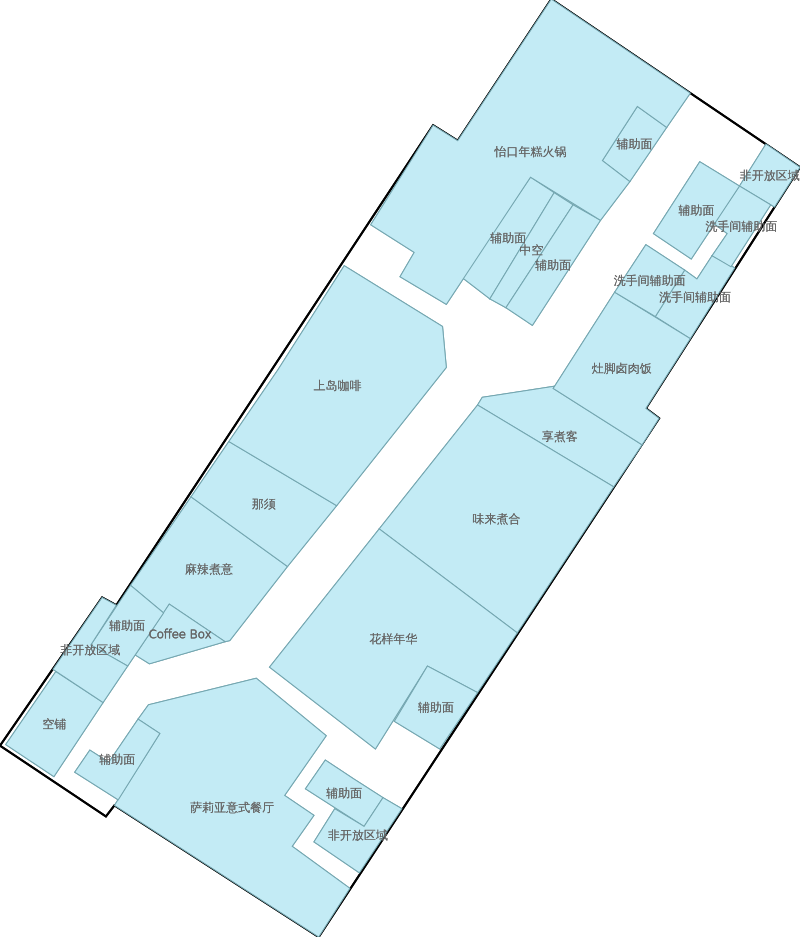 怡口年糕火锅
辅助面
非开放区域
辅助面
洗手间辅助面
辅助面
中空
辅助面
洗手间辅助面
洗手间辅助面
灶脚卤肉饭
上岛咖啡
享煮客
那须
味来煮合
麻辣煮意
辅助面
Coffee Box
花样年华
非开放区域
辅助面
空铺
辅助面
辅助面
萨莉亚意式餐厅
非开放区域